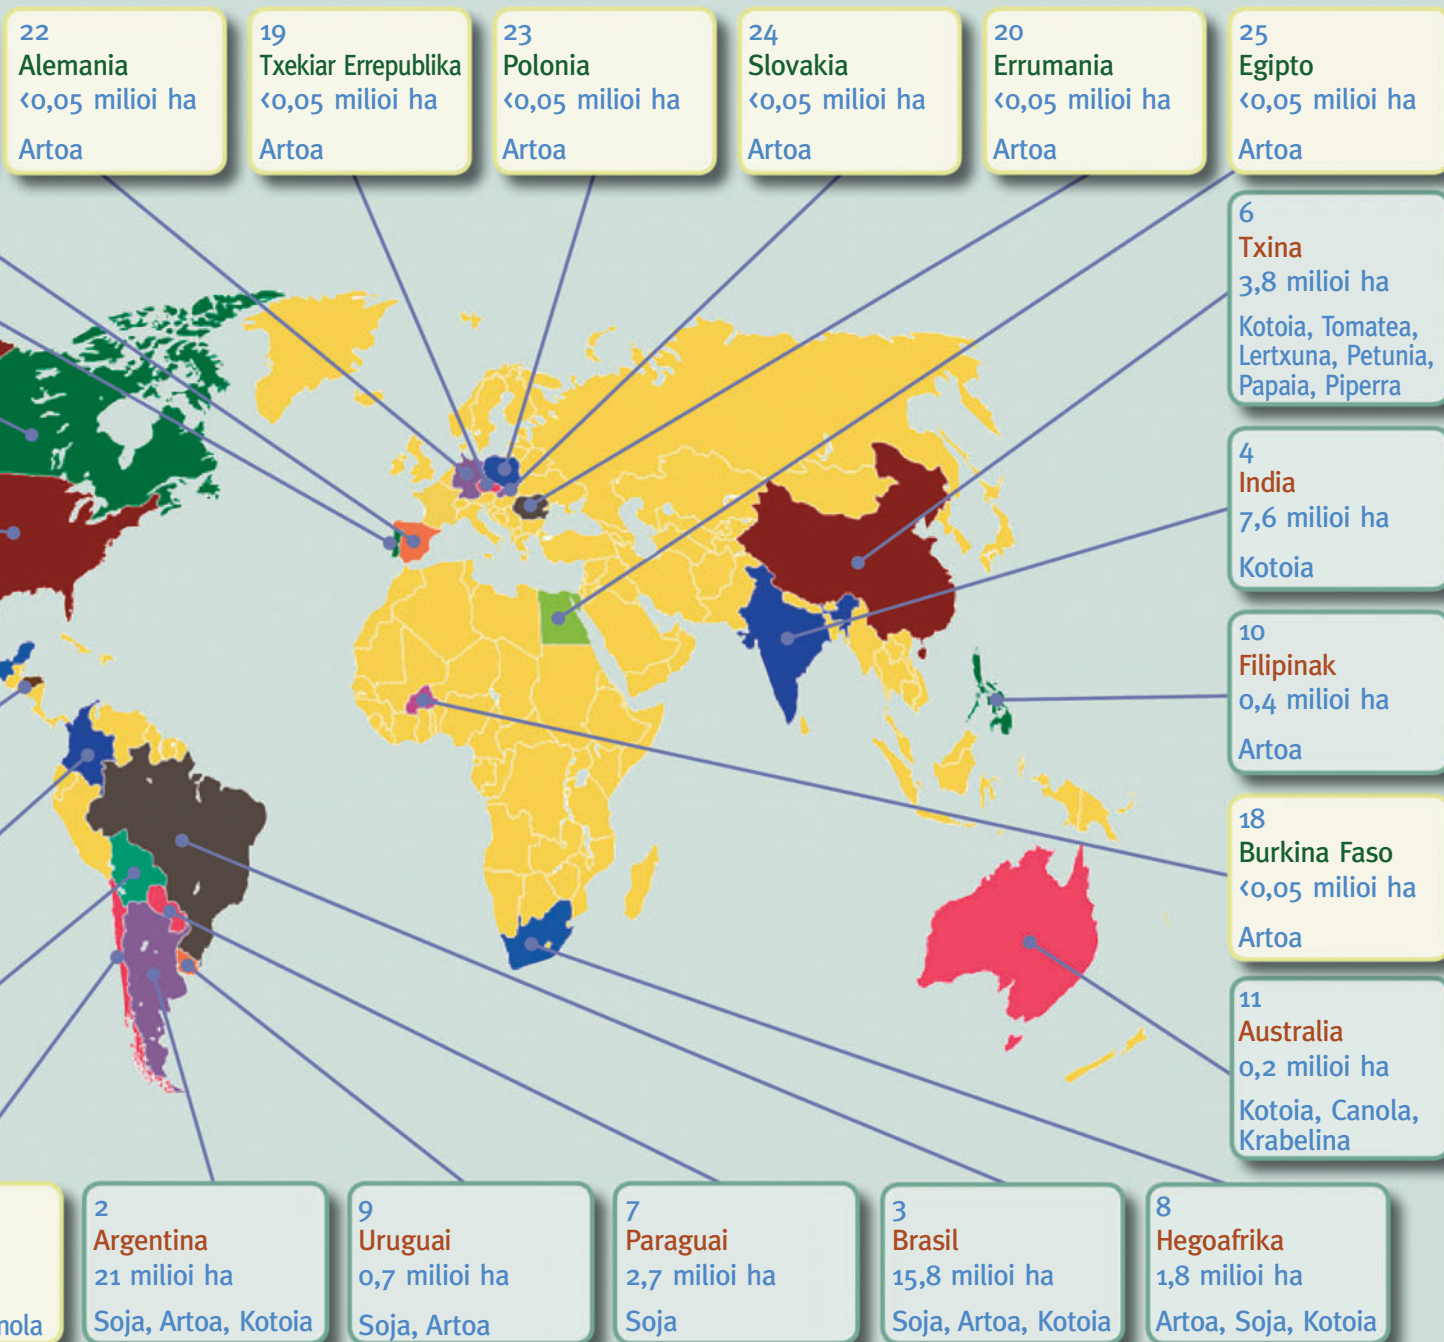 22
Alemania
<0,05 milioi ha
Artoa
19
Txekiar Errepublika
<0,05 milioi ha
Artoa
23
Polonia
<0,05 milioi ha
Artoa
24
Slovakia
<0,05 milioi ha
Artoa
20
Errumania
<0,05 milioi ha
Artoa
25
Egipto
<0,05 milioi ha
Artoa
6
Txina
3,8 milioi ha
Kotoia, Tomatea,
Lertxuna, Petunia,
Papaia, Piperra
4
India
7,6 milioi ha
Kotoia
10
Filipinak
0,4 milioi ha
Artoa
18
Burkina Faso
<0,05 milioi ha
Artoa
11
Australia
0,2 milioi ha
Kotoia, Canola,
Krabelina
nola
2
Argentina
21 milioi ha
Soja, Artoa, Kotoia
9
Uruguai
0,7 milioi ha
Soja, Artoa
7
Paraguai
2,7 milioi ha
Soja
3
Brasil
15,8 milioi ha
Soja, Artoa, Kotoia
8
Hegoafrika
1,8 milioi ha
Artoa, Soja, Kotoia